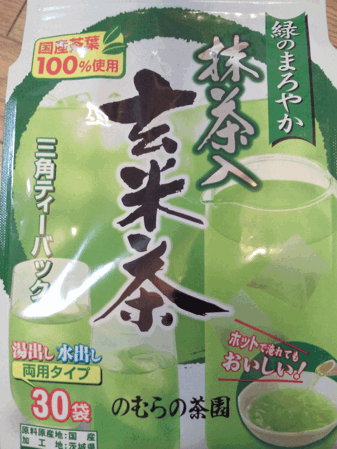 緑のまろやか
抹茶入
玄米茶
国産茶葉
100%使用
三角ティーバッグ
湯出し 水出し
両用タイプ
30袋
ホットで淹れても
おいしい!
のむらの茶園
原料原産地:国産
加工地:茨城県